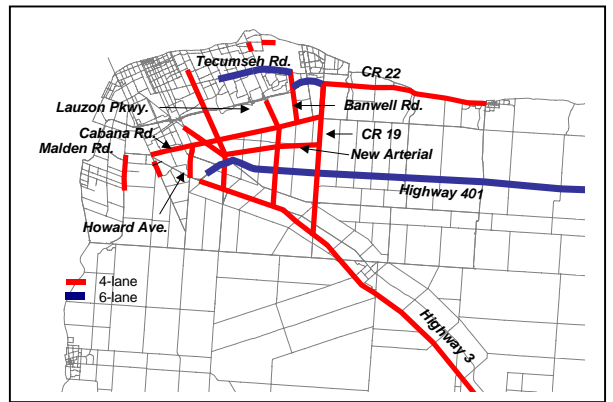 Tecumseh Rd.
CR 22
Lauzon Pkwy.
Banwell Rd.
Cabana Rd.
CR 19
Malden Rd.
New Arterial
Highway 401
Howard Ave.
4-lane
6-lane
Highway 3